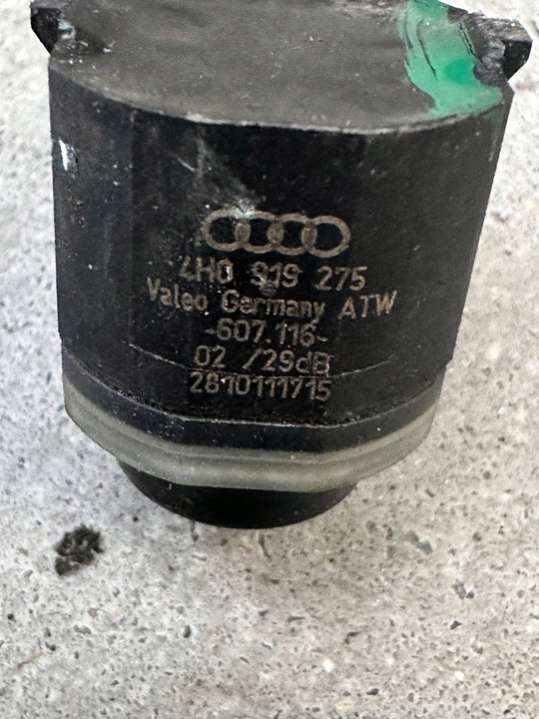 4H0 919 275
Valeo Germany ATW
-607.116-
02 /29dB
2810111715